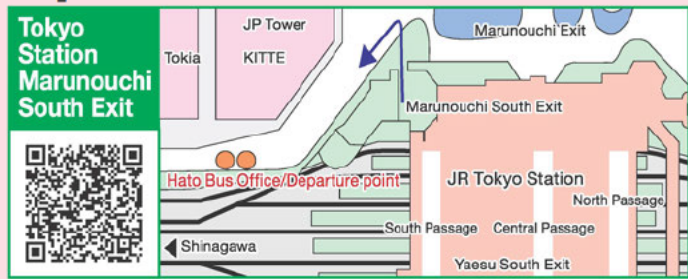 Tokyo
Station
Marunouchi
South Exit
JP Tower
KITTE
Tokia
Marunouchi Exit
Marunouchi South Exit
Hato Bus Office/Departure point
JR Tokyo Station
North Passage
South Passage
Central Passage
Shinagawa
Yaesu South Exit